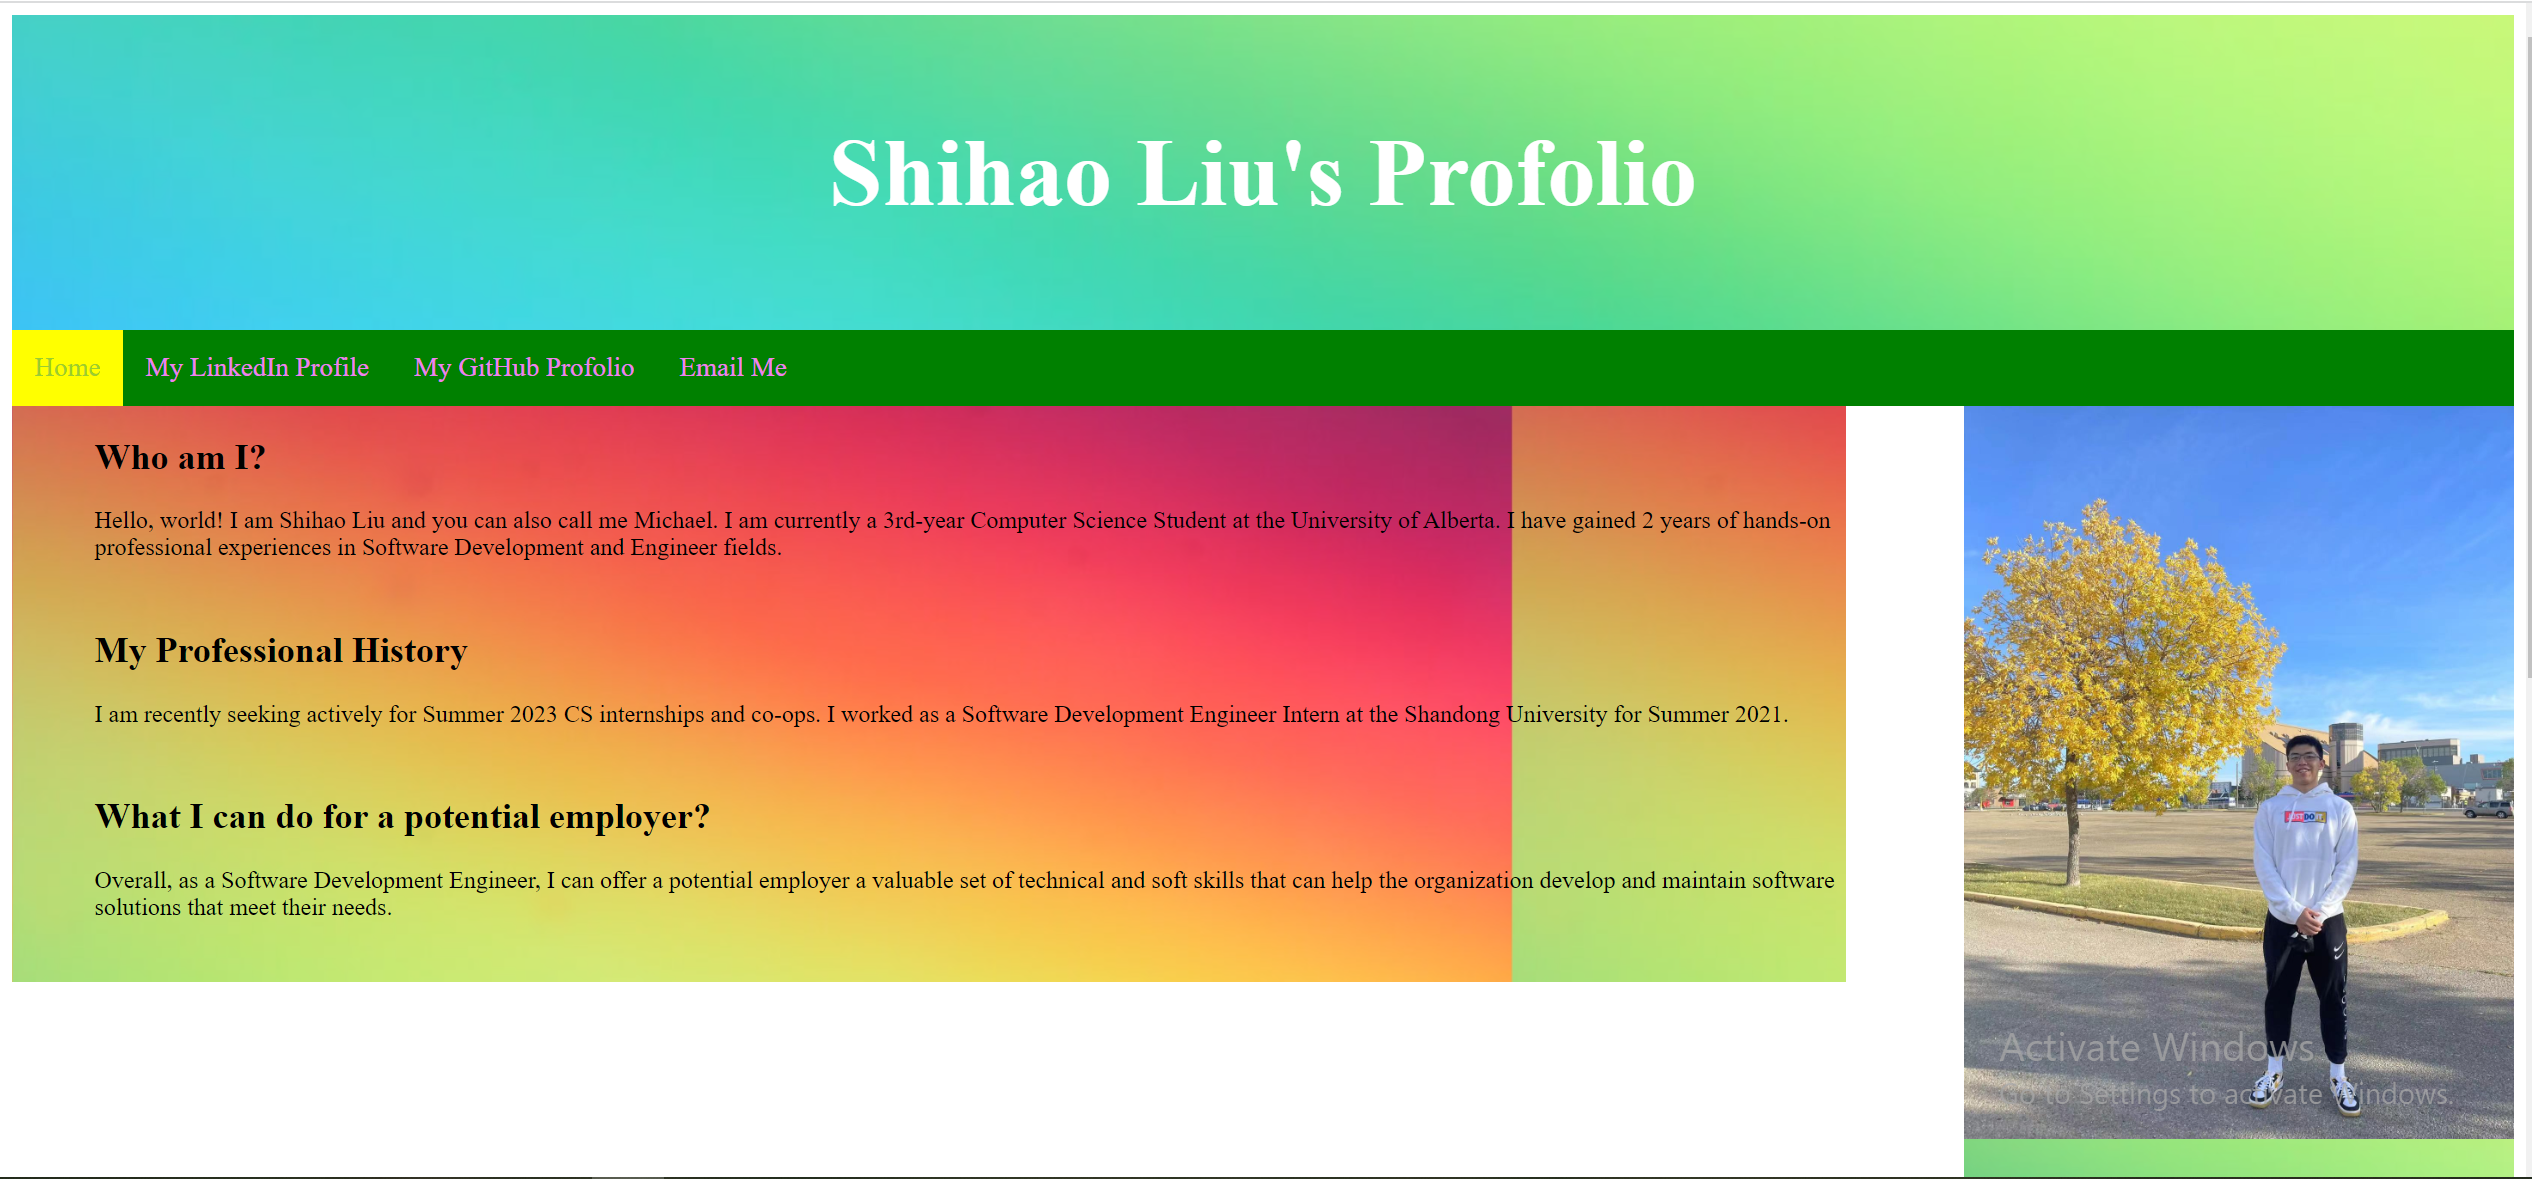 Shihao Liu's Profolio
Home My LinkedIn Profile My GitHub Profolio Email Me
Who am I?
Hello, world! I am Shihao Liu and you can also call me Michael. I am currently a 3rd-year Computer Science Student at the University of Alberta. I have gained 2 years of hands-on
professional experiences in Software Development and Engineer fields.
My Professional History
I am recently seeking actively for Summer 2023 CS internships and co-ops. I worked as a Software Development Engineer Intern at the Shandong University for Summer 2021.
What I can do for a potential employer?
Overall, as a Software Development Engineer, I can offer a potential employer a valuable set of technical and soft skills that can help the organization develop and maintain software
solutions that meet their needs.
JUST DO IT.
Activate Windows
Go to Settings to activate Windows.